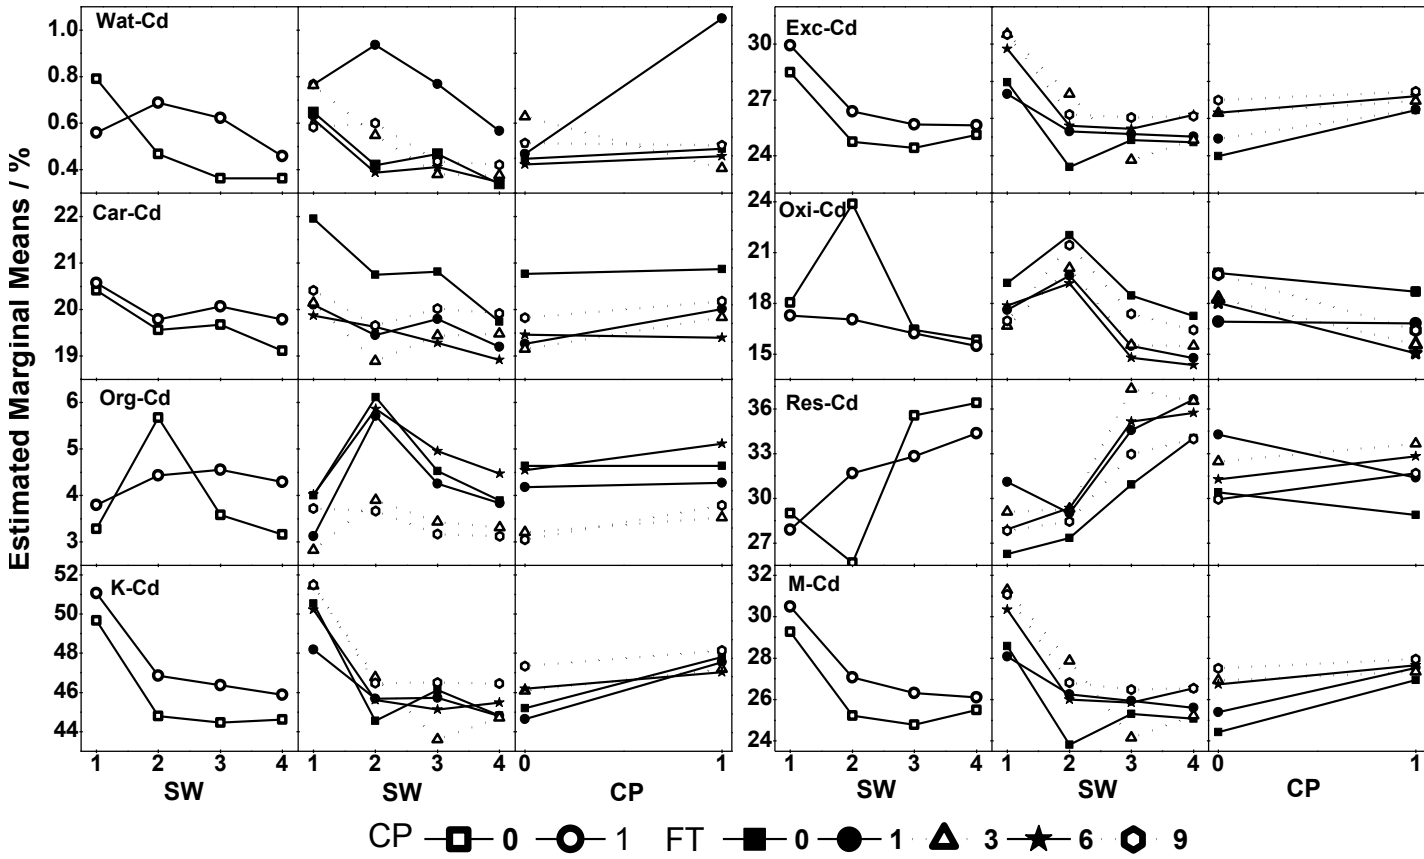 Estimated Marginal Means / %
Wat-Cd
1.0
0.8
0.6
0.4
Exc-Cd
30
27
24
Car-Cd
22
21
20
19
Oxi-Cd
24
21
18
15
Org-Cd
6
5
4
3
Res-Cd
36
33
30
27
K-Cd
52
50
48
46
44
M-Cd
32
30
28
26
24
1 2 3 4 1 2 3 4 0 1 1 2 3 4 1 2 3 4 0 1
SW SW CP SW SW CP
CP 0 1 FT 0 1 3 6 9